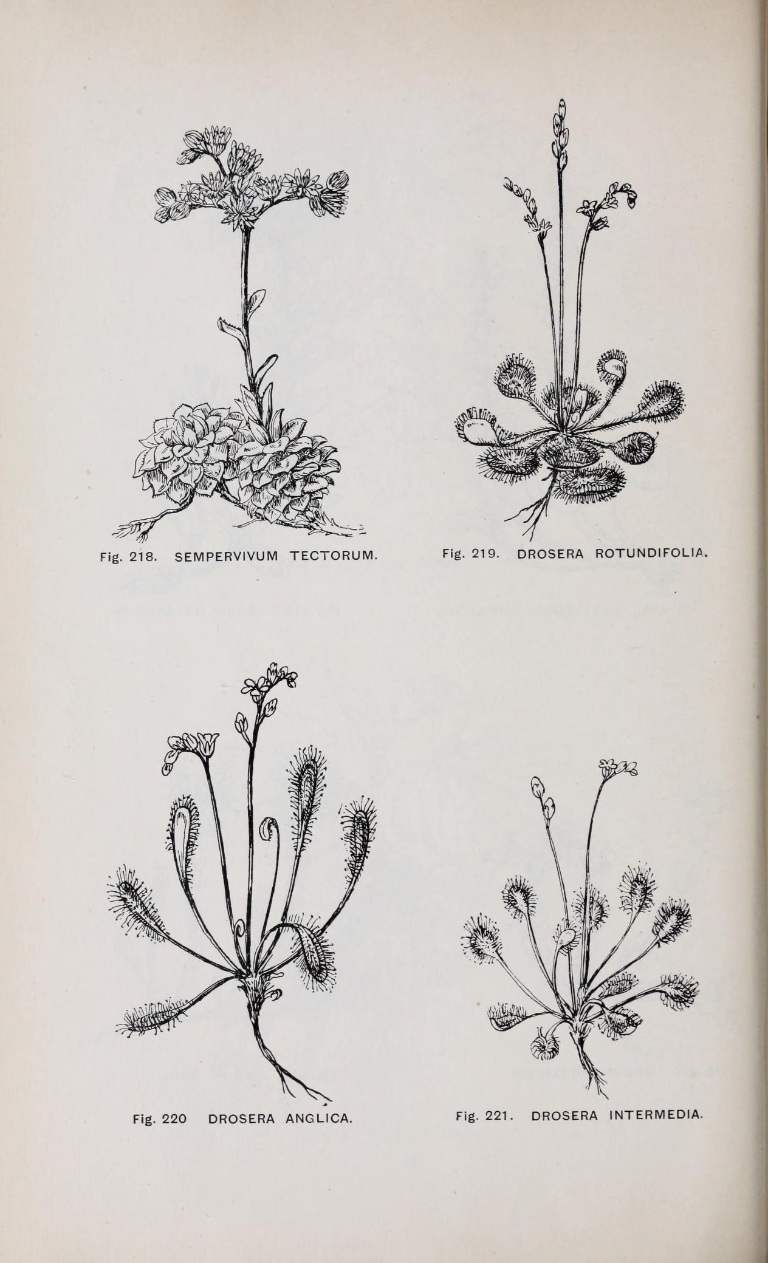 Fig. 218. SEMPERVIVUM TECTORUM.
Fig. 219. DROSERA ROTUNDIFOLIA.
Fig. 220 DROSERA ANGLICA.
Fig. 221. DROSERA INTERMEDIA.